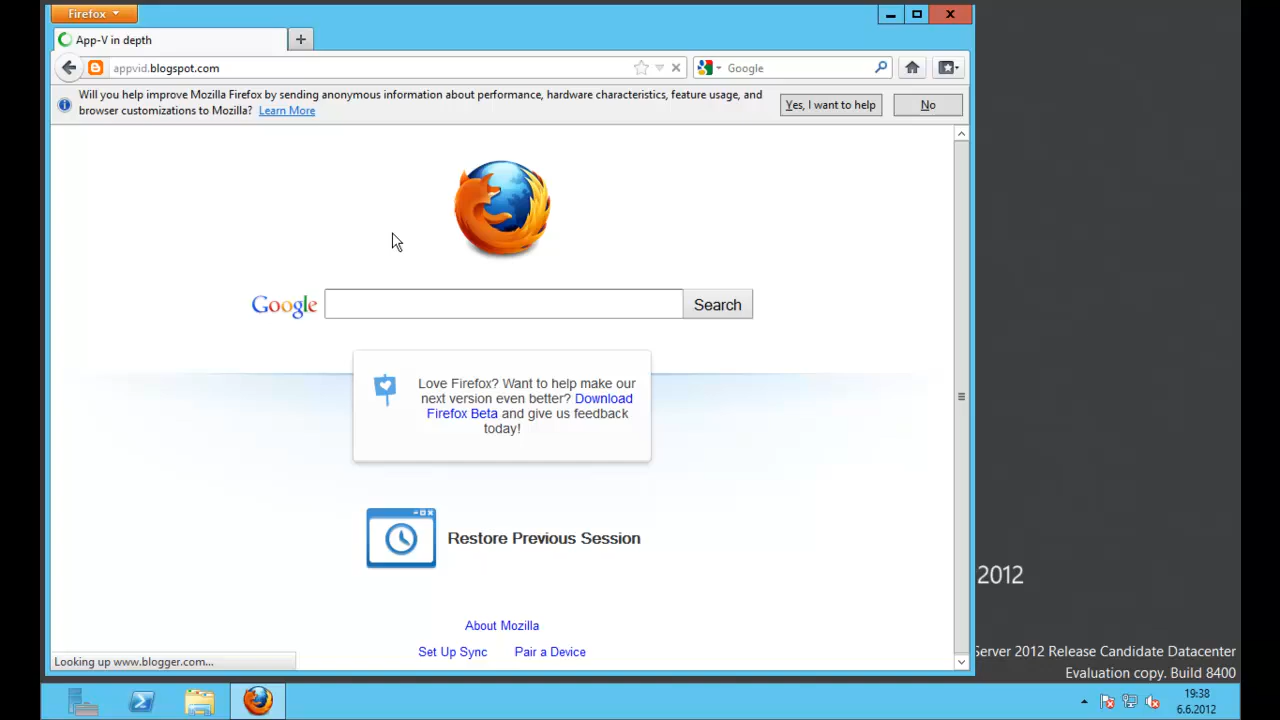 Firefox
App-V in depth
appvid.blogspot.com
Google
Will you help improve Mozilla Firefox by sending anonymous information about performance, hardware characteristics, feature usage, and
browser customizations to Mozilla? Learn More
Yes, I want to help
No
Google
Search
Love Firefox? Want to help make our
next version even better? Download
Firefox Beta and give us feedback
today!
Restore Previous Session
About Mozilla
Set Up Sync
Pair a Device
Looking up www.blogger.com...
2012
Server 2012 Release Candidate Datacenter
Evaluation copy. Build 8400
19:38
6.6.2012